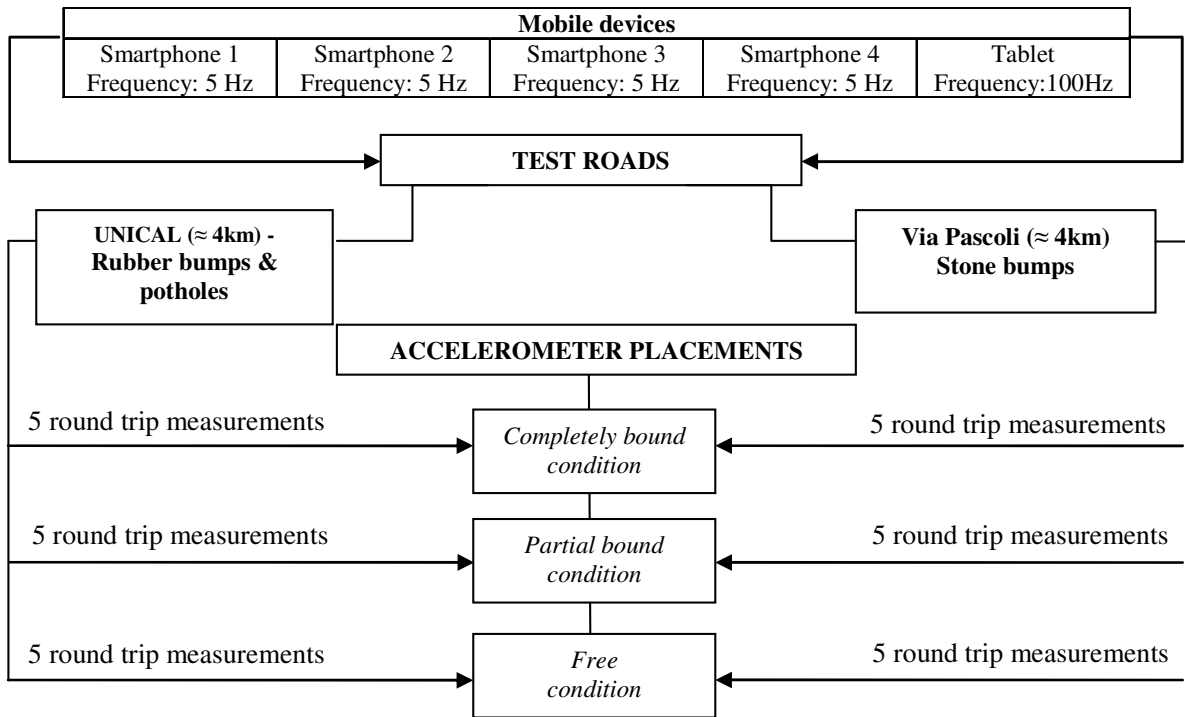 Mobile devices
Smartphone 1
Frequency: 5 Hz
Smartphone 2
Frequency: 5 Hz
Smartphone 3
Frequency: 5 Hz
Smartphone 4
Frequency: 5 Hz
Tablet
Frequency:100Hz
TEST ROADS
UNICAL (≈ 4km) -
Rubber bumps &
potholes
Via Pascoli (≈ 4km)
Stone bumps
ACCELEROMETER PLACEMENTS
5 round trip measurements
Completely bound
condition
5 round trip measurements
5 round trip measurements
Partial bound
condition
5 round trip measurements
5 round trip measurements
Free
condition
5 round trip measurements